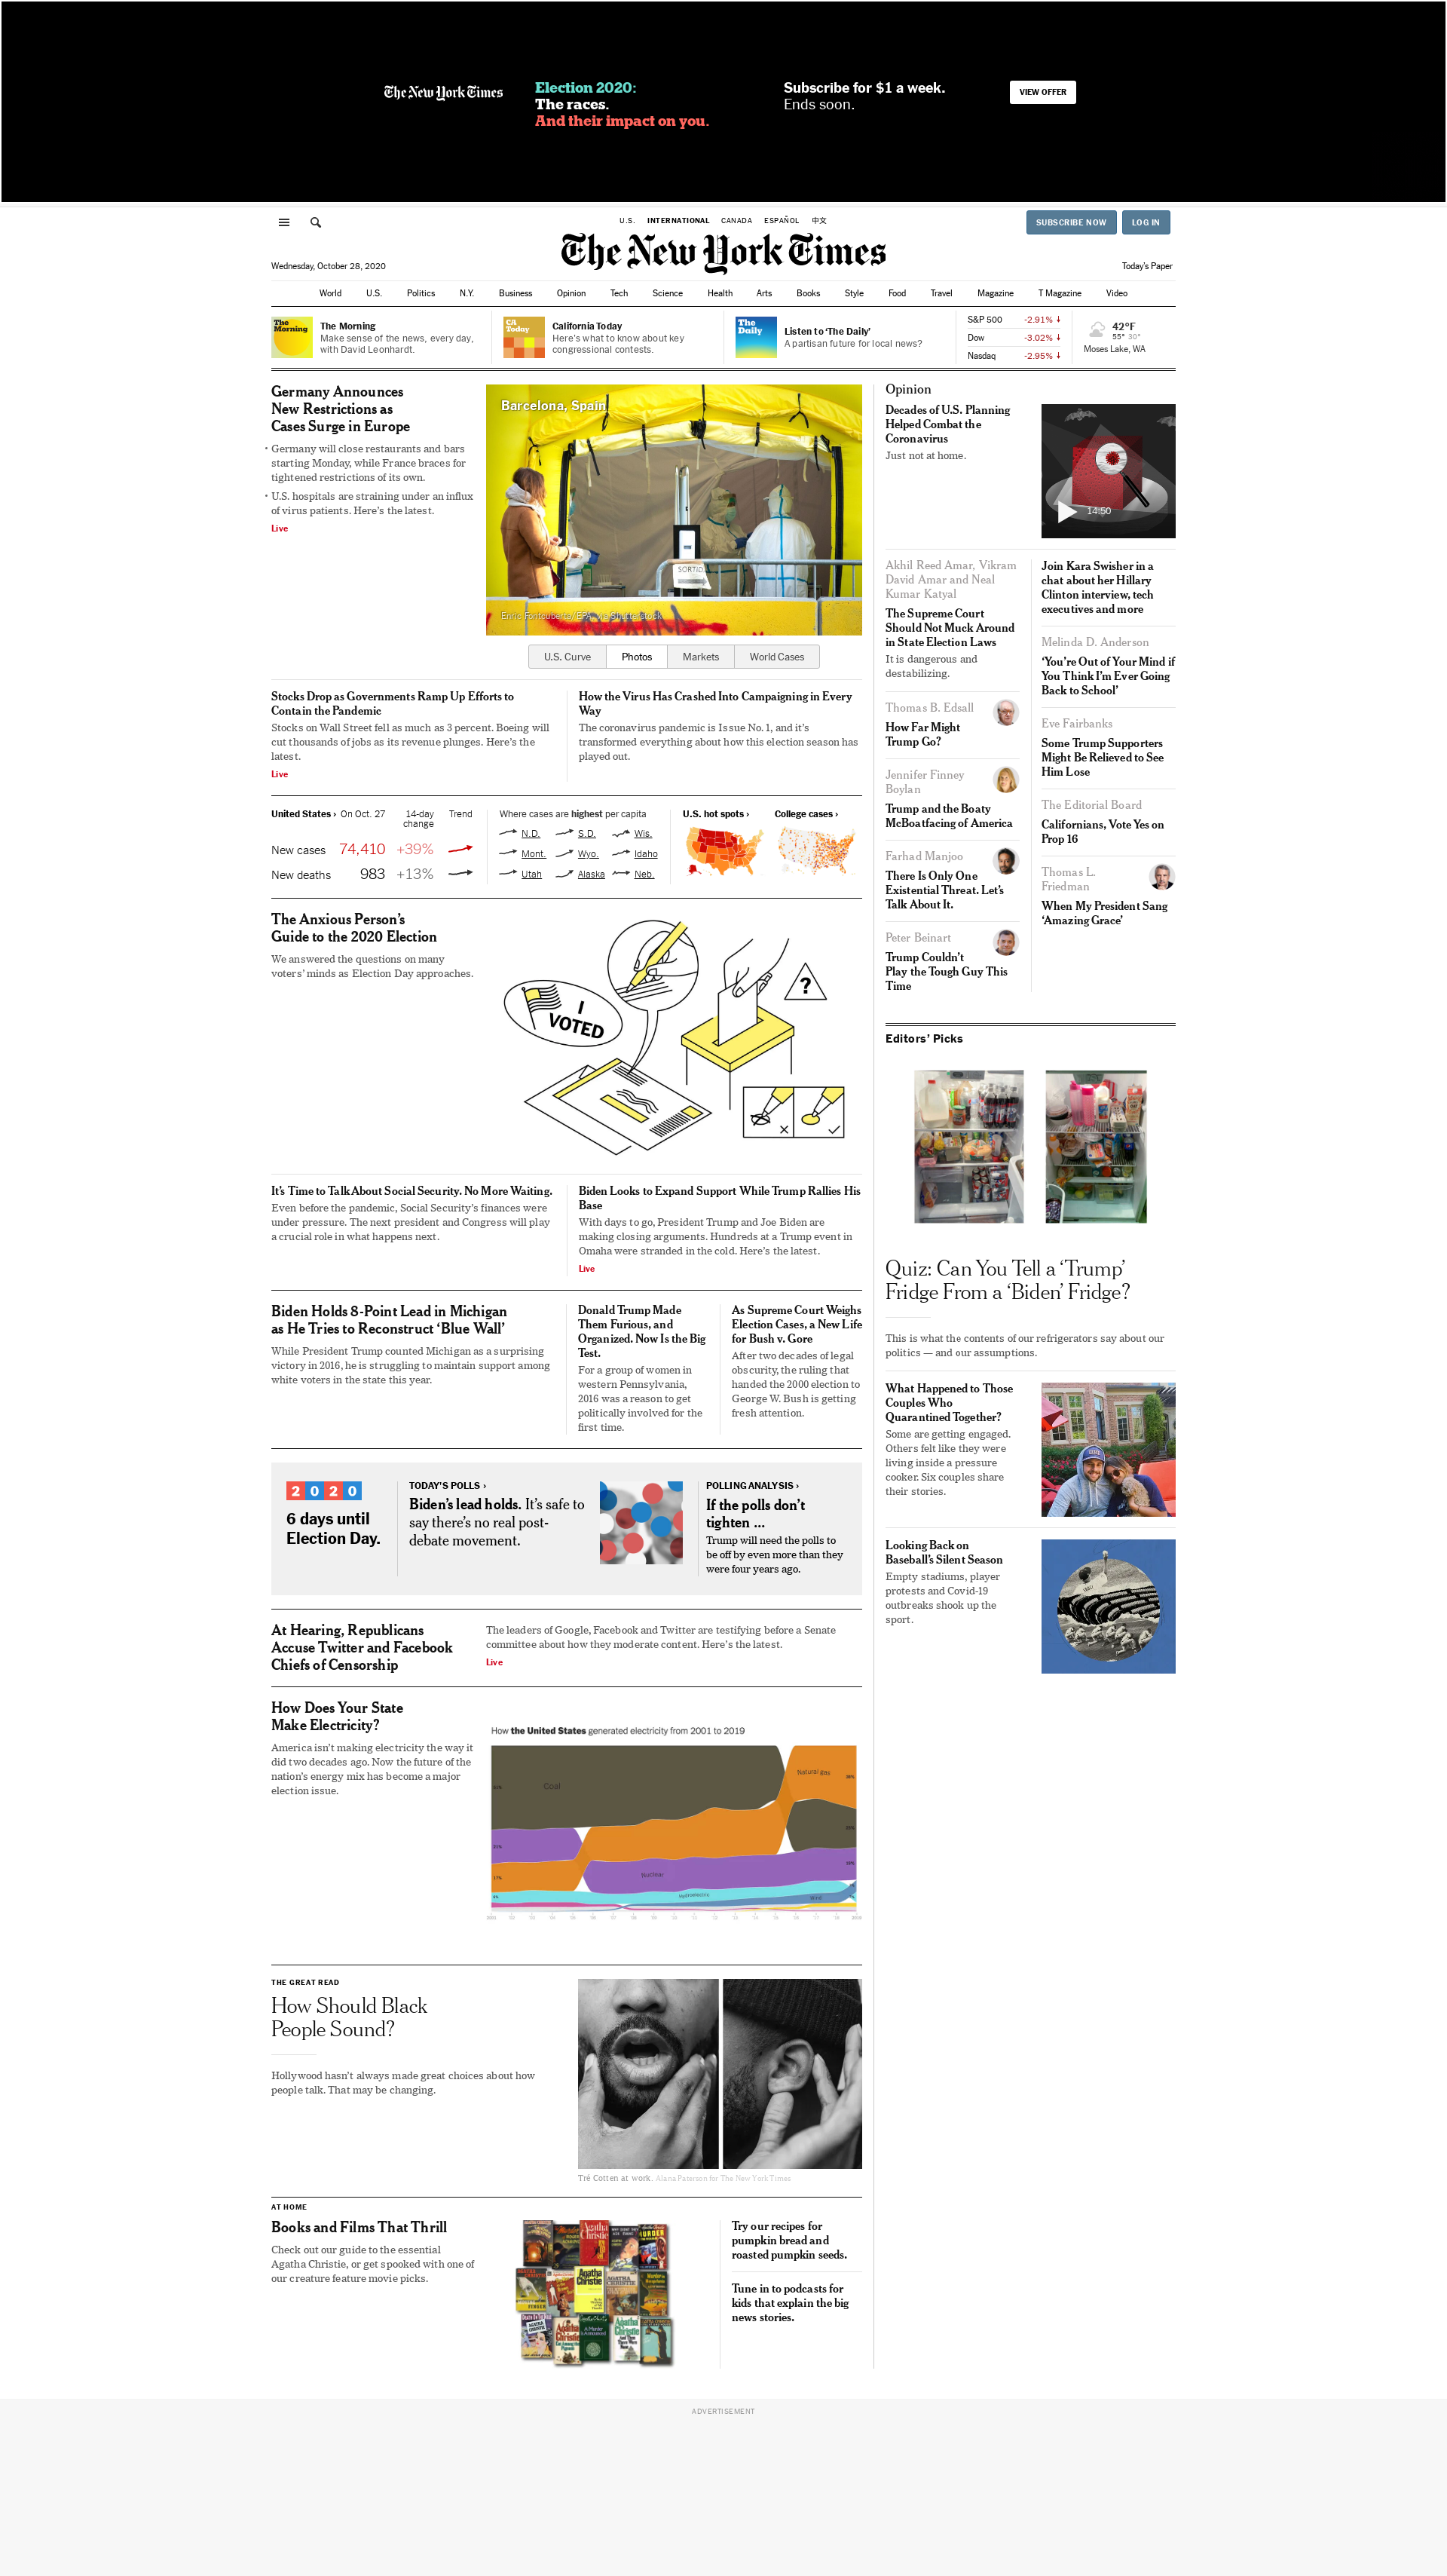 The New York Times
Election 2020:
The races.
And their impact on you.
Subscribe for $1 a week.
Ends soon.
VIEW OFFER
U.S. INTERNATIONAL CANADA ESPAÑOL 中文
SUBSCRIBE NOW LOG IN
The New York Times
Wednesday, October 28, 2020
Today's Paper
World U.S. Politics N.Y. Business Opinion Tech Science Health Arts Books Style Food Travel Magazine T Magazine Video
The Morning
The Morning
Make sense of the news, every day,
with David Leonhardt.
CA Today
California Today
Here's what to know about key
congressional contests.
The Daily
Listen to ‘The Daily’
A partisan future for local news?
S&P 500 -2.91%
Dow -3.02%
Nasdaq -2.95%
42°F
55° 30°
Moses Lake, WA
Germany Announces
New Restrictions as
Cases Surge in Europe
Germany will close restaurants and bars
starting Monday, while France braces for
tightened restrictions of its own.
U.S. hospitals are straining under an influx
of virus patients. Here's the latest.
Live
Barcelona, Spain
U.S. Curve Photos Markets World Cases
Stocks Drop as Governments Ramp Up Efforts to
Contain the Pandemic
Stocks on Wall Street fell as much as 3 percent. Boeing will
cut thousands of jobs as its revenue plunges. Here's the
latest.
Live
How the Virus Has Crashed Into Campaigning in Every
Way
The coronavirus pandemic is Issue No. 1, and it's
transformed everything about how this election season has
played out.
United States › On Oct. 27 14-day
change Trend
New cases 74,410 +39%
New deaths 983 +13%
Where cases are highest per capita
N.D. S.D. Wis.
Mont. Wyo. Idaho
Utah Alaska Neb.
U.S. hot spots › College cases ›
The Anxious Person's
Guide to the 2020 Election
We answered the questions on many
voters' minds as Election Day approaches.
I
VOTED
?
It's Time to Talk About Social Security. No More Waiting.
Even before the pandemic, Social Security's finances were
under pressure. The next president and Congress will play
a crucial role in what happens next.
Biden Looks to Expand Support While Trump Rallies His
Base
With days to go, President Trump and Joe Biden are
making closing arguments. Hundreds at a Trump event in
Omaha were stranded in the cold. Here's the latest.
Live
Biden Holds 8-Point Lead in Michigan
as He Tries to Reconstruct ‘Blue Wall’
While President Trump counted Michigan as a surprising
victory in 2016, he is struggling to maintain support among
white voters in the state this year.
Donald Trump Made
Them Furious, and
Organized. Now Is the Big
Test.
For a group of women in
western Pennsylvania,
2016 was a reason to get
politically involved for the
first time.
As Supreme Court Weighs
Election Cases, a New Life
for Bush v. Gore
After two decades of legal
obscurity, the ruling that
handed the 2000 election to
George W. Bush is getting
fresh attention.
2020
6 days until
Election Day.
TODAY'S POLLS ›
Biden's lead holds. It's safe to
say there's no real post-
debate movement.
POLLING ANALYSIS ›
If the polls don't
tighten ...
Trump will need the polls to
be off by even more than they
were four years ago.
At Hearing, Republicans
Accuse Twitter and Facebook
Chiefs of Censorship
The leaders of Google, Facebook and Twitter are testifying before a Senate
committee about how they moderate content. Here's the latest.
Live
How Does Your State
Make Electricity?
America isn't making electricity the way it
did two decades ago. Now the future of the
nation's energy mix has become a major
election issue.
How the United States generated electricity from 2001 to 2019
Coal
Natural gas
Nuclear
Hydroelectric
THE GREAT READ
How Should Black
People Sound?
Hollywood hasn't always made great choices about how
people talk. That may be changing.
Tré Cotten at work. Alana Paterson for The New York Times
AT HOME
Books and Films That Thrill
Check out our guide to the essential
Agatha Christie, or get spooked with one of
our creature feature movie picks.
Try our recipes for
pumpkin bread and
roasted pumpkin seeds.
Tune in to podcasts for
kids that explain the big
news stories.
Opinion
Decades of U.S. Planning
Helped Combat the
Coronavirus
Just not at home.
14:50
Akhil Reed Amar, Vikram
David Amar and Neal
Kumar Katyal
The Supreme Court
Should Not Muck Around
in State Election Laws
It is dangerous and
destabilizing.
Thomas B. Edsall
How Far Might
Trump Go?
Jennifer Finney
Boylan
Trump and the Boaty
McBoatfacing of America
Farhad Manjoo
There Is Only One
Existential Threat. Let's
Talk About It.
Peter Beinart
Trump Couldn't
Play the Tough Guy This
Time
Join Kara Swisher in a
chat about her Hillary
Clinton interview, tech
executives and more
Melinda D. Anderson
‘You're Out of Your Mind if
You Think I'm Ever Going
Back to School’
Eve Fairbanks
Some Trump Supporters
Might Be Relieved to See
Him Lose
The Editorial Board
Californians, Vote Yes on
Prop 16
Thomas L.
Friedman
When My President Sang
‘Amazing Grace’
Editors' Picks
Quiz: Can You Tell a ‘Trump’
Fridge From a ‘Biden’ Fridge?
This is what the contents of our refrigerators say about our
politics — and our assumptions.
What Happened to Those
Couples Who
Quarantined Together?
Some are getting engaged.
Others felt like they were
living inside a pressure
cooker. Six couples share
their stories.
Looking Back on
Baseball's Silent Season
Empty stadiums, player
protests and Covid-19
outbreaks shook up the
sport.
ADVERTISEMENT